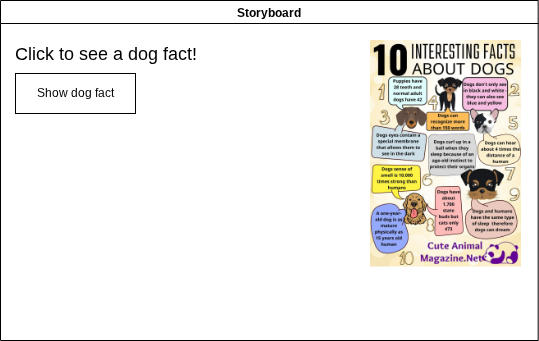 Storyboard
Click to see a dog fact!
Show dog fact
10 INTERESTING FACTS
ABOUT DOGS
1
Puppies have
28 teeth and
normal adult
dogs have 42
2
Dogs don't only see
in black and white -
they can also see
blue and yellow
3
Dogs eyes contain a
special membrane
that allows them to
see in the dark
4
Dogs can
recognize more
than 150 words
5
Dogs can hear
about 4 times the
distance of a
human
Dogs curl up in a
ball when they
sleep because of an
age-old instinct to
protect their organs
6
Dogs sense of
smell is 10,000
times strong than
humans
7
Dogs have
about
1,700
taste
buds but
cats only
473
8
9
Dogs and humans
have the same type
of sleep therefore
dogs can dream
A one-year-
old dog is as
mature
physically as
15 years old
human
10
Cute Animal
Magazine.Net